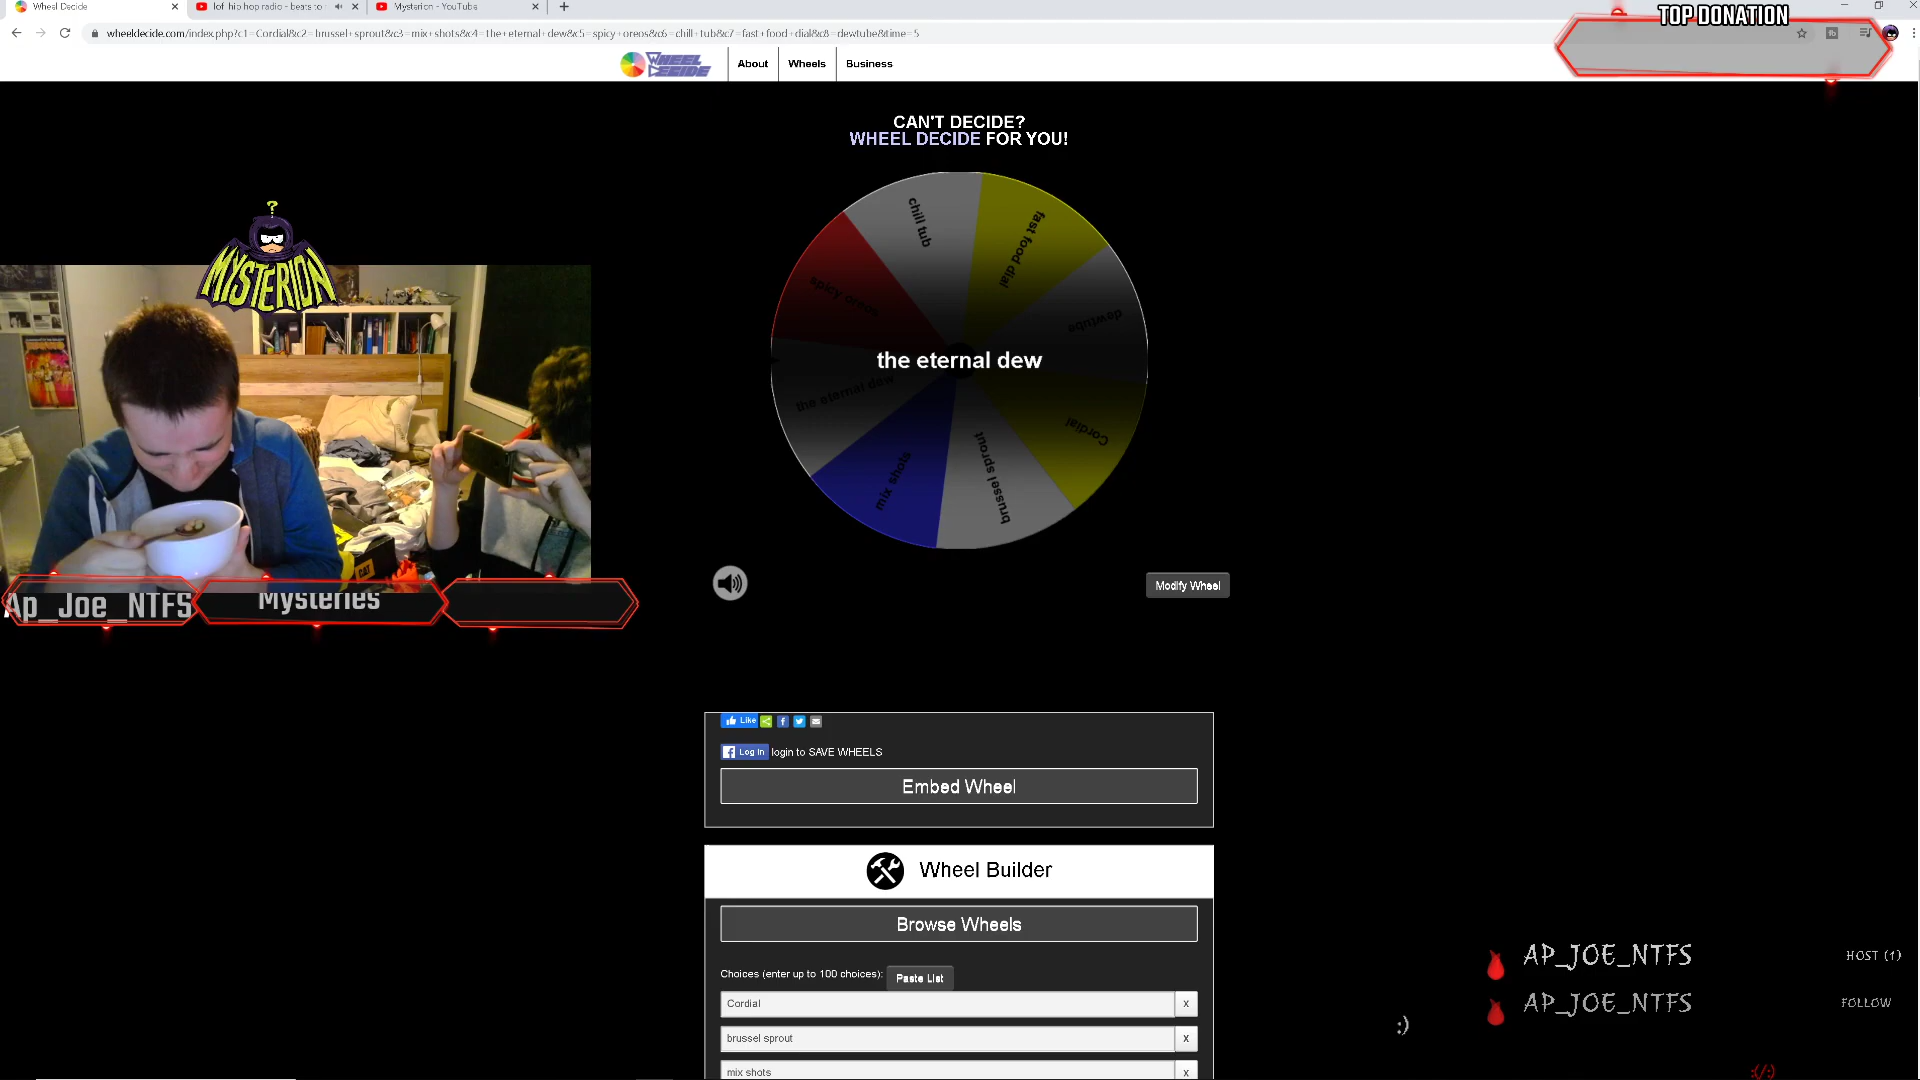 Wheel Decide
lofi hip hop radio - beats to
Mysterion - YouTube
TOP DONATION
wheeldecide.com/index.php?c1=Cordial&c2=brussel+sprout&c3=mix+shots&c4=the+eternal+dew&c5=spicy+oreos&c6=chill+tub&c7=fast+food+dial&c8=dewtube&time=5
WHEEL DECIDE
About
Wheels
Business
CAN'T DECIDE?
WHEEL DECIDE FOR YOU!
chill tub
fast food dial
spicy oreos
dewtube
the eternal dew
the eternal dew
Cordial
mix shots
brussel sprout
?
MYSTERION
CAT
Ap_Joe_NTFS
Mysteries
Modify Wheel
Like
Log In login to SAVE WHEELS
Embed Wheel
Wheel Builder
Browse Wheels
Choices (enter up to 100 choices): Paste List
Cordial x
brussel sprout x
mix shots x
AP_JOE_NTFS HOST (1)
AP_JOE_NTFS FOLLOW
:)
:(/:)